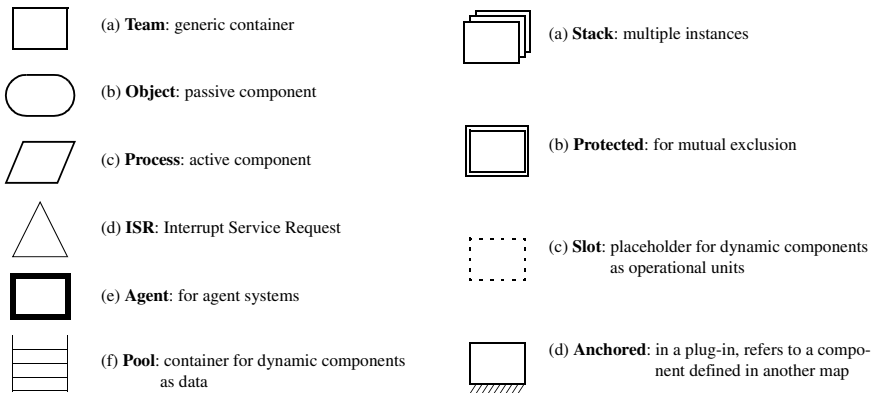 (a) Team: generic container
(b) Object: passive component
(c) Process: active component
(d) ISR: Interrupt Service Request
(e) Agent: for agent systems
(f) Pool: container for dynamic components
as data
(a) Stack: multiple instances
(b) Protected: for mutual exclusion
(c) Slot: placeholder for dynamic components
as operational units
(d) Anchored: in a plug-in, refers to a compo-
nent defined in another map